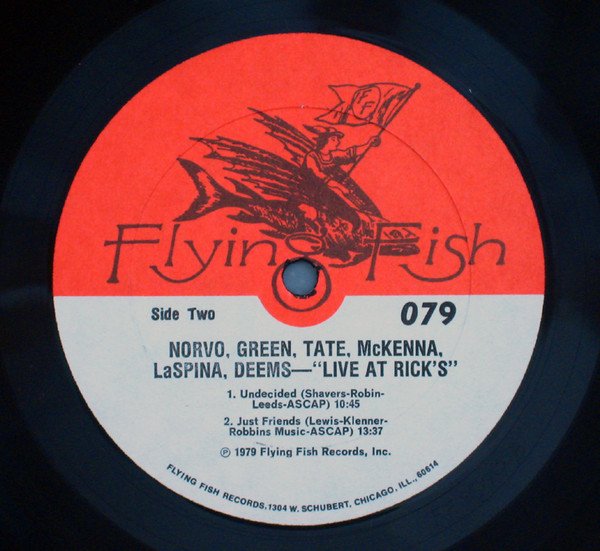 FF
Flying Fish
Side Two
079
NORVO, GREEN, TATE, McKENNA,
LaSPINA, DEEMS—"LIVE AT RICK'S"
1. Undecided (Shavers-Robin-
Leeds-ASCAP) 10:45
2. Just Friends (Lewis-Klenner-
Robbins Music-ASCAP) 13:37
℗ 1979 Flying Fish Records, Inc.
FLYING FISH RECORDS, 1304 W. SCHUBERT, CHICAGO, ILL., 60614